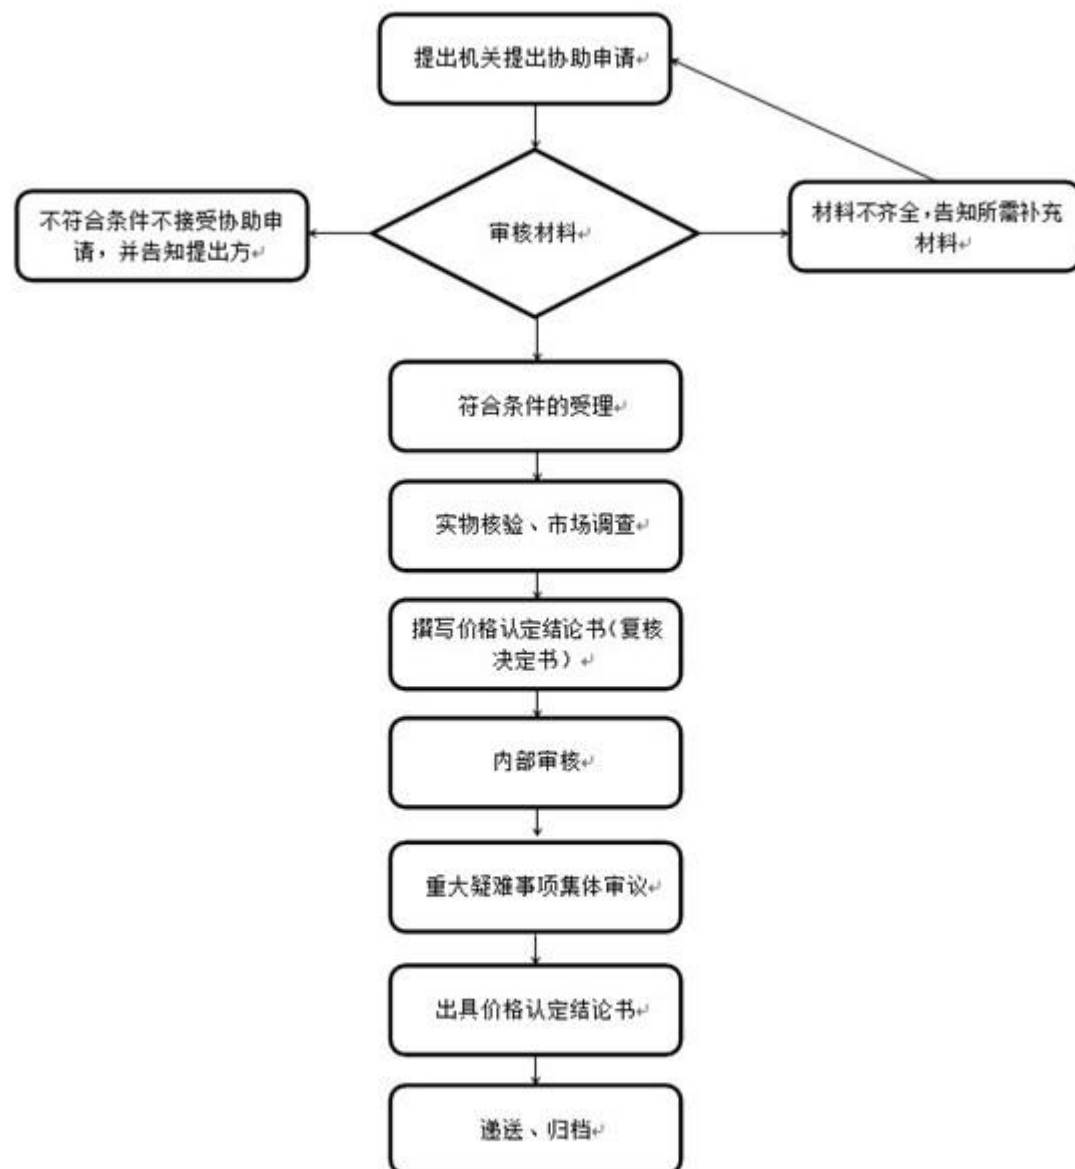 提出机关提出协助申请
不符合条件不接受协助申
请，并告知提出方
审核材料
材料不齐全，告知所需补充
材料
符合条件的受理
实物核验、市场调查
撰写价格认定结论书（复核
决定书）
内部审核
重大疑难事项集体审议
出具价格认定结论书
递送、归档